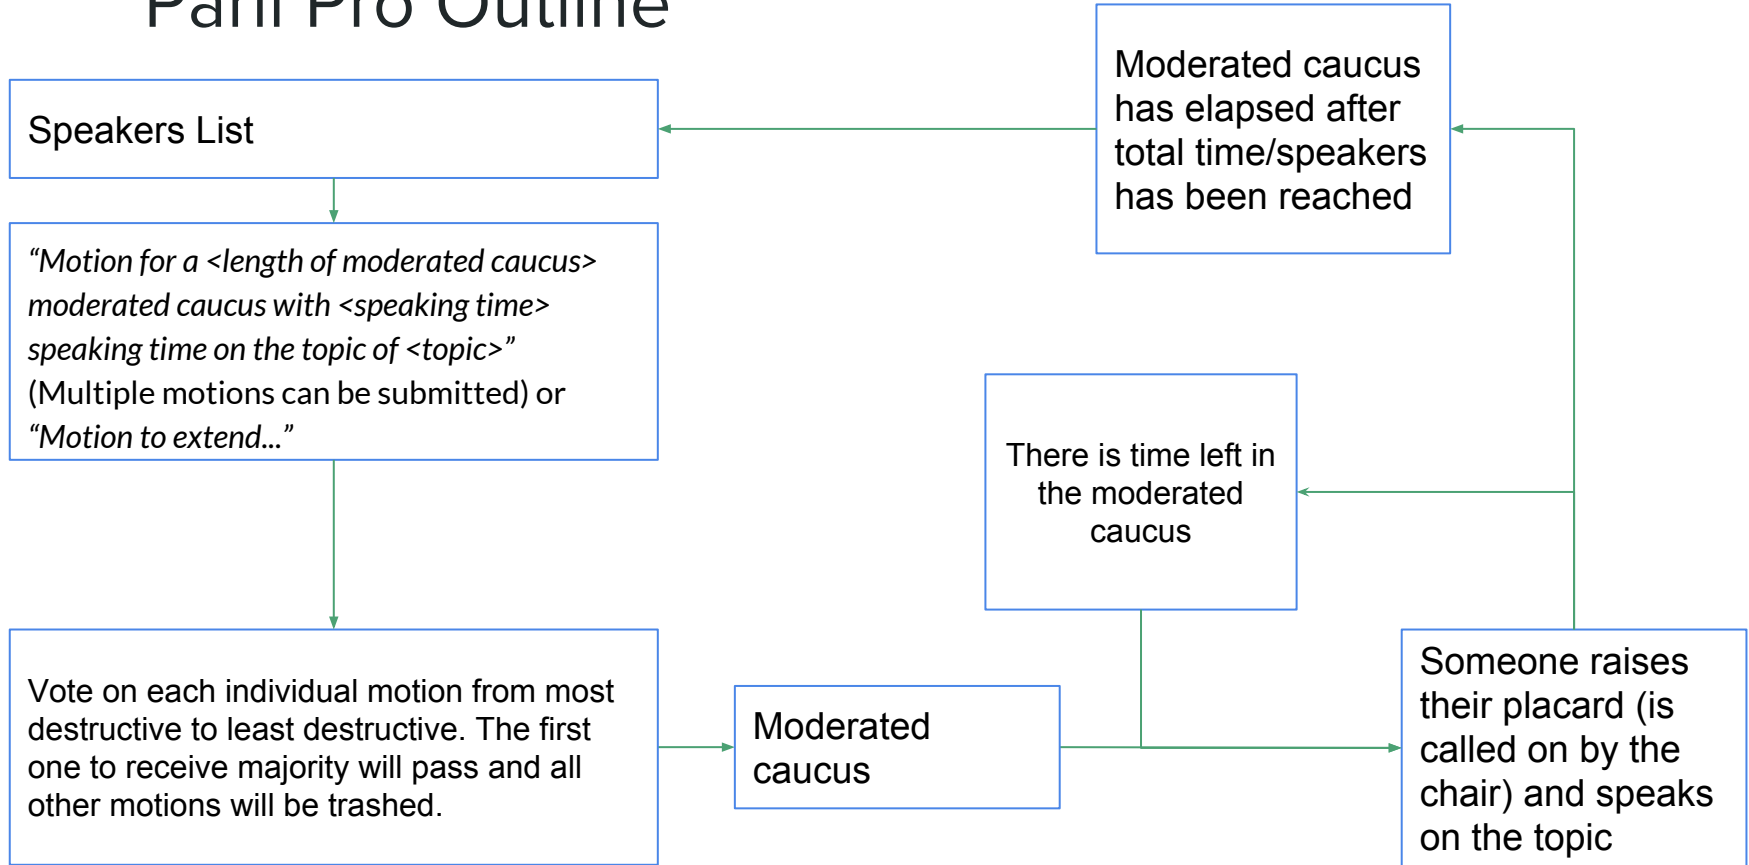 Parli Pro Outline
Speakers List
“Motion for a <length of moderated caucus>
moderated caucus with <speaking time>
speaking time on the topic of <topic>”
(Multiple motions can be submitted) or
“Motion to extend...”
Vote on each individual motion from most
destructive to least destructive. The first
one to receive majority will pass and all
other motions will be trashed.
Moderated
caucus
Someone raises
their placard (is
called on by the
chair) and speaks
on the topic
There is time left in
the moderated
caucus
Moderated caucus
has elapsed after
total time/speakers
has been reached